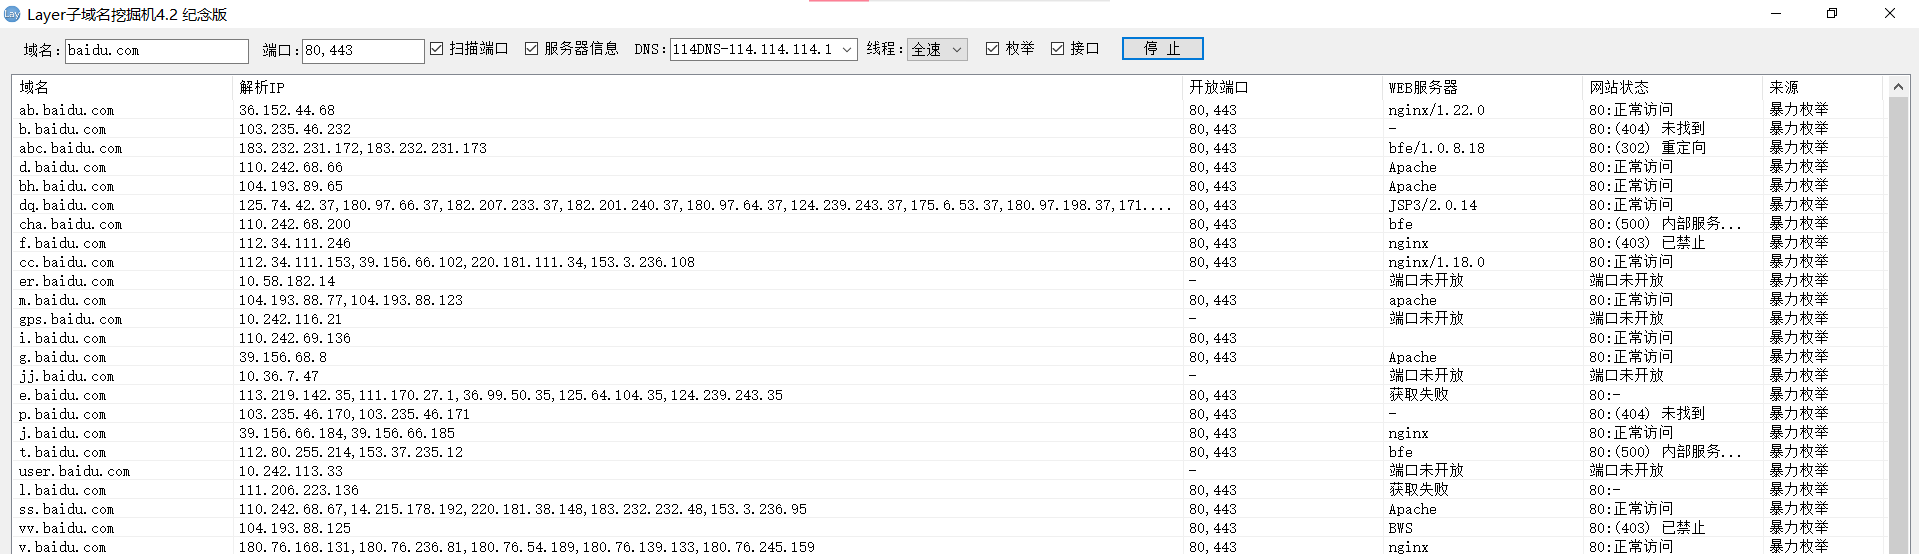 Lay Layer子域名挖掘机4.2 纪念版
域名: baidu.com 端口: 80,443 扫描端口 服务器信息 DNS: 114DNS-114.114.114.1 线程: 全速 枚举 接口 停 止
域名 解析IP 开放端口 WEB服务器 网站状态 来源
ab.baidu.com 36.152.44.68 80,443 nginx/1.22.0 80:正常访问 暴力枚举
b.baidu.com 103.235.46.232 80,443 - 80:(404) 未找到 暴力枚举
abc.baidu.com 183.232.231.172,183.232.231.173 80,443 bfe/1.0.8.18 80:(302) 重定向 暴力枚举
d.baidu.com 110.242.68.66 80,443 Apache 80:正常访问 暴力枚举
bh.baidu.com 104.193.89.65 80,443 Apache 80:正常访问 暴力枚举
dq.baidu.com 125.74.42.37,180.97.66.37,182.207.233.37,182.201.240.37,180.97.64.37,124.239.243.37,175.6.53.37,180.97.198.37,171.... 80,443 JSP3/2.0.14 80:正常访问 暴力枚举
cha.baidu.com 110.242.68.200 80,443 bfe 80:(500) 内部服务... 暴力枚举
f.baidu.com 112.34.111.246 80,443 nginx 80:(403) 已禁止 暴力枚举
cc.baidu.com 112.34.111.153,39.156.66.102,220.181.111.34,153.3.236.108 80,443 nginx/1.18.0 80:正常访问 暴力枚举
er.baidu.com 10.58.182.14 - 端口未开放 端口未开放 暴力枚举
m.baidu.com 104.193.88.77,104.193.88.123 80,443 apache 80:正常访问 暴力枚举
gps.baidu.com 10.242.116.21 - 端口未开放 端口未开放 暴力枚举
i.baidu.com 110.242.69.136 80,443 80:正常访问 暴力枚举
g.baidu.com 39.156.68.8 80,443 Apache 80:正常访问 暴力枚举
jj.baidu.com 10.36.7.47 - 端口未开放 端口未开放 暴力枚举
e.baidu.com 113.219.142.35,111.170.27.1,36.99.50.35,125.64.104.35,124.239.243.35 80,443 获取失败 80:- 暴力枚举
p.baidu.com 103.235.46.170,103.235.46.171 80,443 - 80:(404) 未找到 暴力枚举
j.baidu.com 39.156.66.184,39.156.66.185 80,443 nginx 80:正常访问 暴力枚举
t.baidu.com 112.80.255.214,153.37.235.12 80,443 bfe 80:(500) 内部服务... 暴力枚举
user.baidu.com 10.242.113.33 - 端口未开放 端口未开放 暴力枚举
l.baidu.com 111.206.223.136 80,443 获取失败 80:- 暴力枚举
ss.baidu.com 110.242.68.67,14.215.178.192,220.181.38.148,183.232.232.48,153.3.236.95 80,443 Apache 80:正常访问 暴力枚举
vv.baidu.com 104.193.88.125 80,443 BWS 80:(403) 已禁止 暴力枚举
v.baidu.com 180.76.168.131,180.76.236.81,180.76.54.189,180.76.139.133,180.76.245.159 80,443 nginx 80:正常访问 暴力枚举